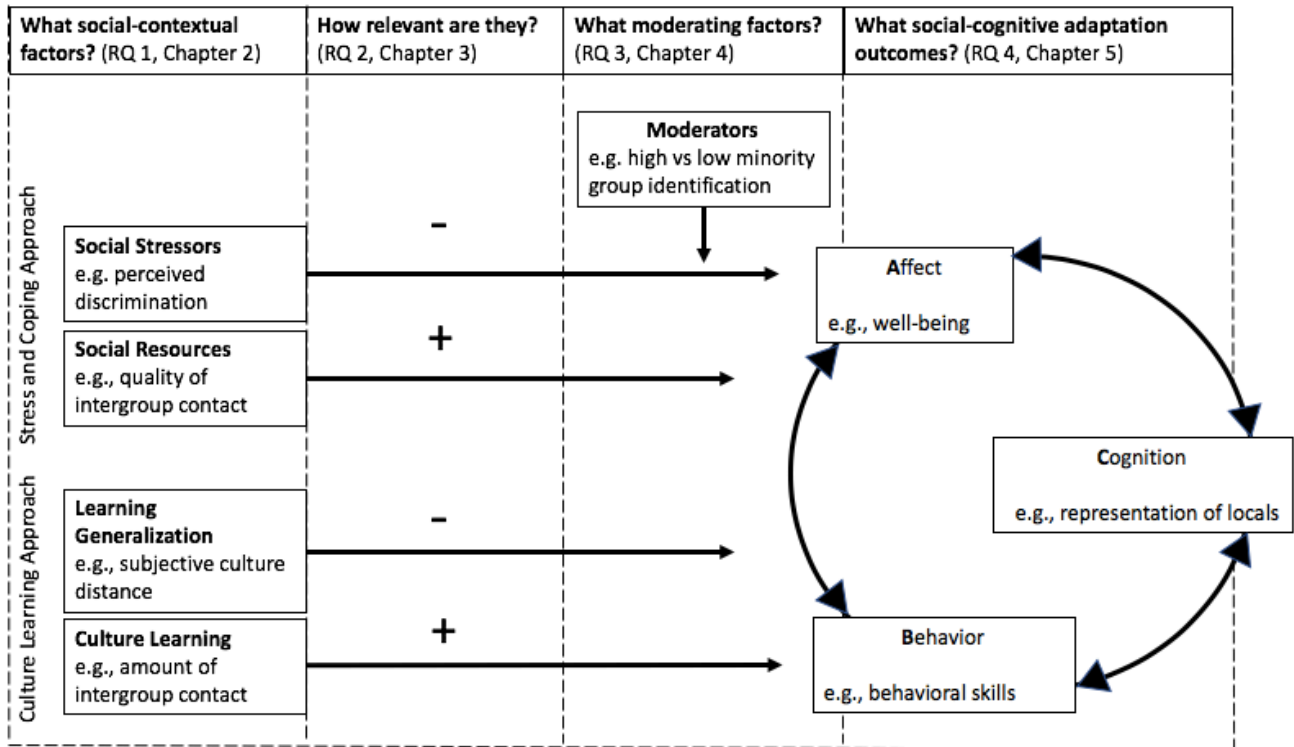 What social-contextual
factors? (RQ 1, Chapter 2)
How relevant are they?
(RQ 2, Chapter 3)
What moderating factors?
(RQ 3, Chapter 4)
What social-cognitive adaptation
outcomes? (RQ 4, Chapter 5)
Moderators
e.g. high vs low minority
group identification
Stress and Coping Approach
Social Stressors
e.g. perceived
discrimination
-
Social Resources
e.g., quality of
intergroup contact
+
Affect
e.g., well-being
Cognition
e.g., representation of locals
Culture Learning Approach
Learning
Generalization
e.g., subjective culture
distance
-
Culture Learning
e.g., amount of
intergroup contact
+
Behavior
e.g., behavioral skills